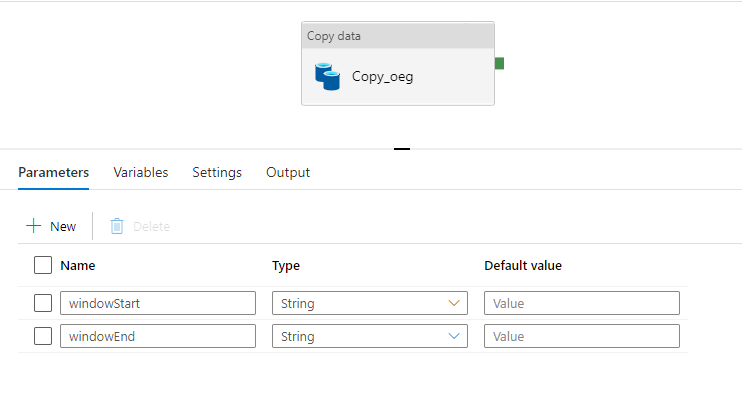 Copy data
Copy_oeg
Parameters Variables Settings Output
New Delete
Name Type Default value
windowStart String Value
windowEnd String Value